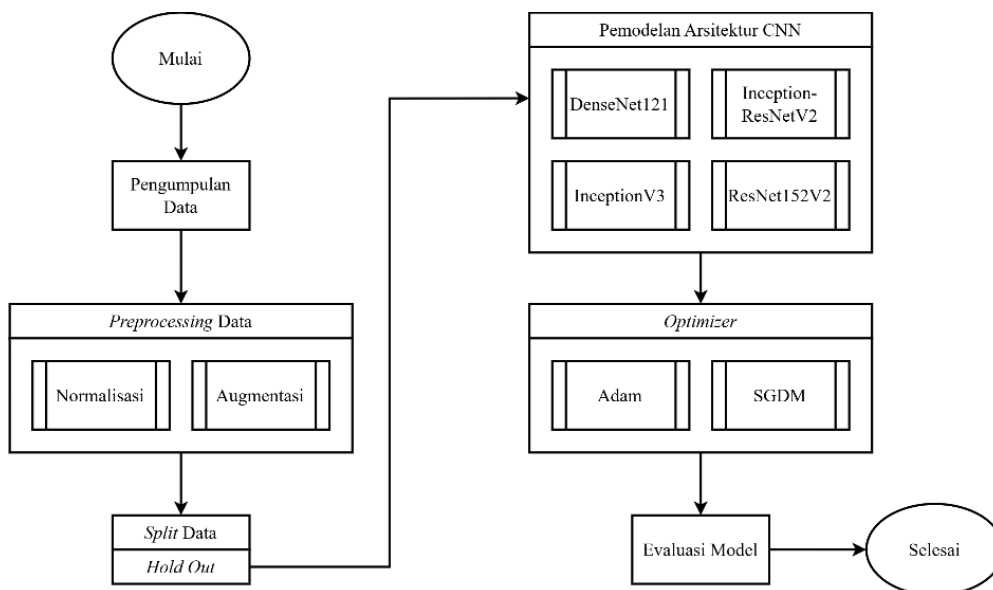 Mulai
Pengumpulan
Data
Preprocessing Data
Normalisasi
Augmentasi
Split Data
Hold Out
Pemodelan Arsitektur CNN
DenseNet121
Inception-
ResNetV2
InceptionV3
ResNet152V2
Optimizer
Adam
SGDM
Evaluasi Model
Selesai